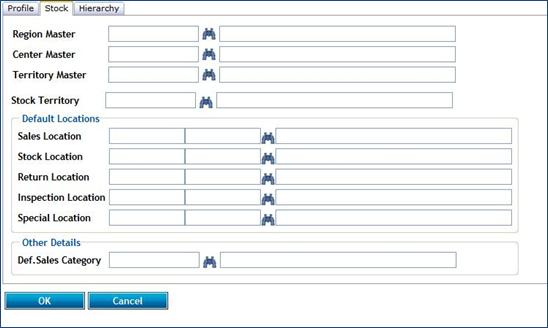 Profile Stock Hierarchy
Region Master
Center Master
Territory Master
Stock Territory
Default Locations
Sales Location
Stock Location
Return Location
Inspection Location
Special Location
Other Details
Def.Sales Category
OK Cancel